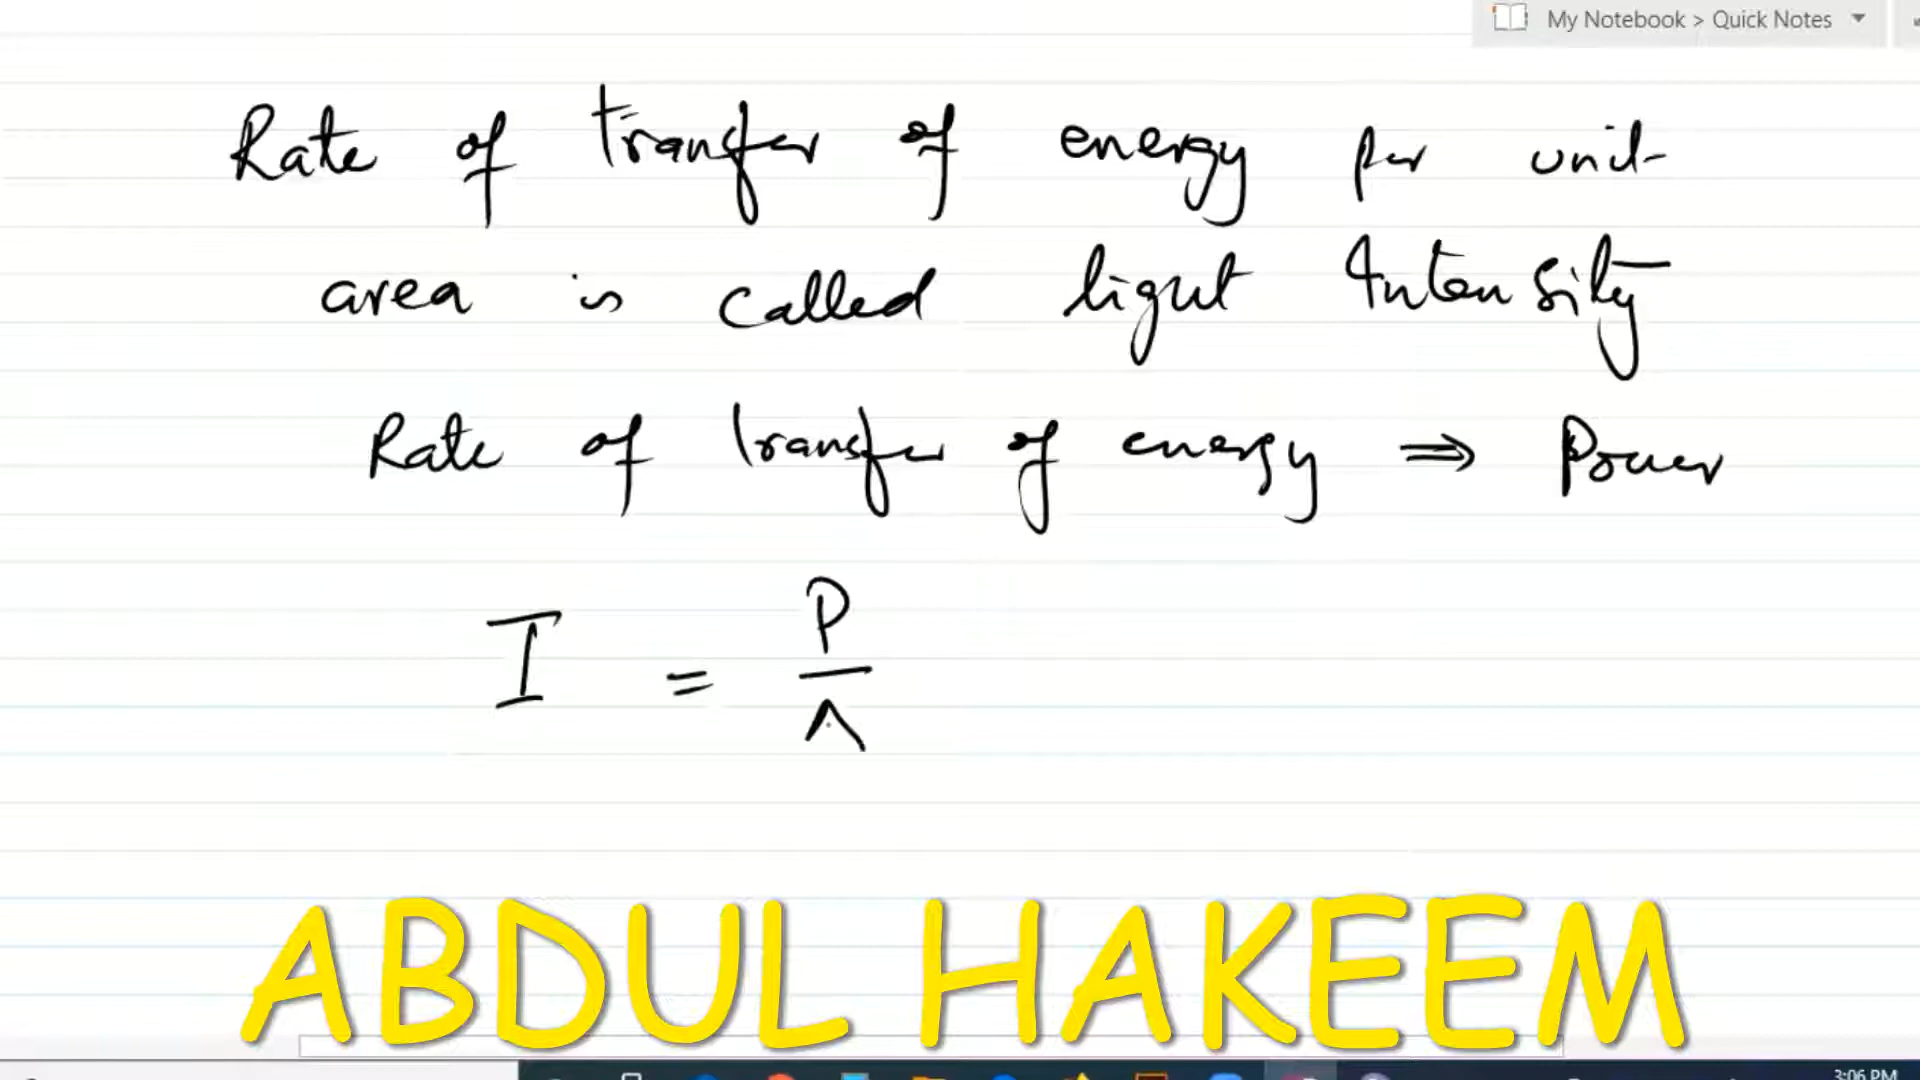 My Notebook > Quick Notes
Rate of transfer of energy per unit
area is called light Intensity
Rate of transfer of energy ⇒ Power
I = P/A
ABDUL HAKEEM
3:06 PM